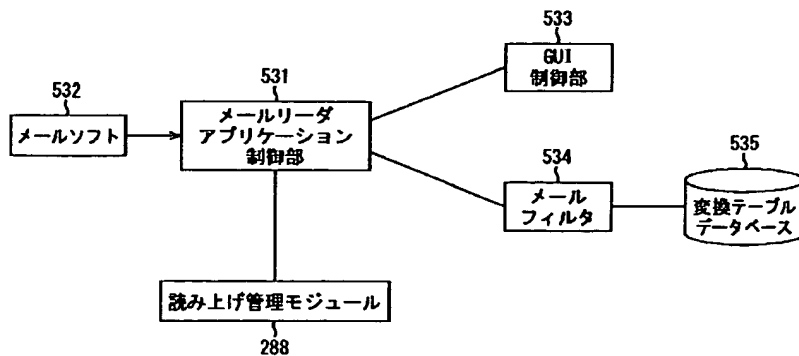 533
GUI
制御部
531
532
メールリーダ
アプリケーション
制御部
メールソフト
534
535
メール
フィルタ
変換テーブル
データベース
読み上げ管理モジュール
288